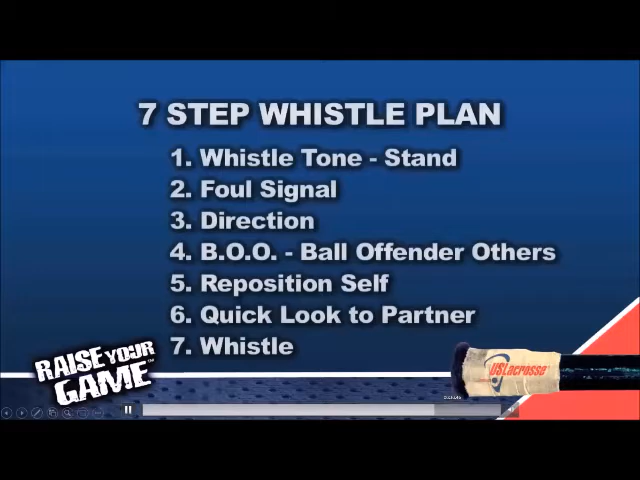 7 STEP WHISTLE PLAN
1. Whistle Tone - Stand
2. Foul Signal
3. Direction
4. B.O.O. - Ball Offender Others
5. Reposition Self
6. Quick Look to Partner
7. Whistle
RAISE YOUR
GAME
USLacrosse